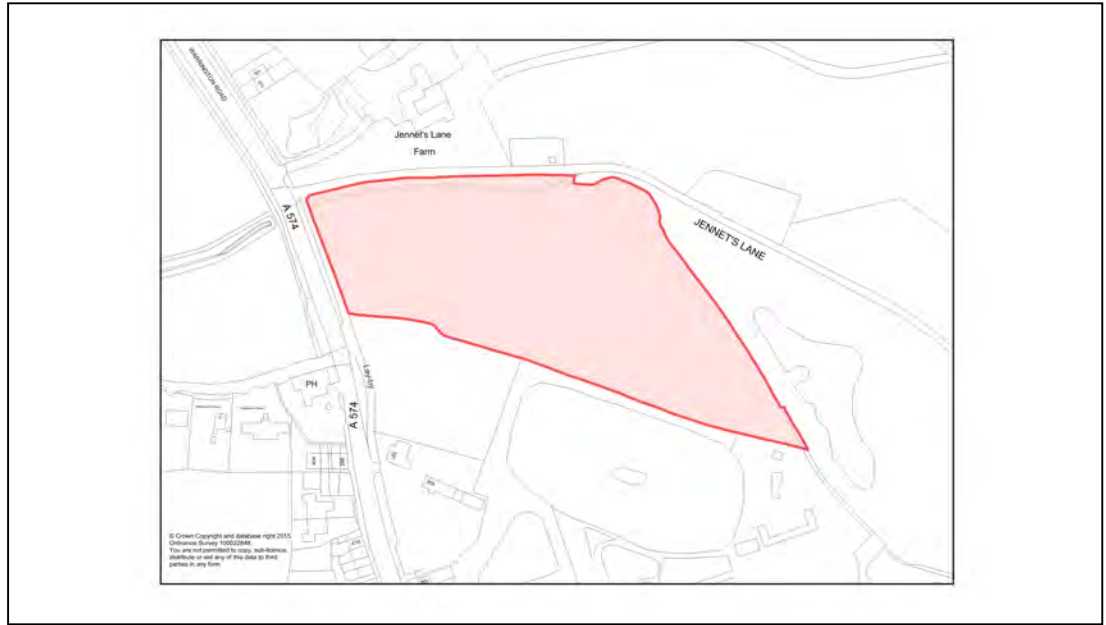 WARRINGTON ROAD
Jennet's Lane
Farm
A 574
JENNET'S LANE
Lay-by
PH
A 574
© Crown Copyright and database right 2015
Ordnance Survey 100022848.
You are not permitted to copy, sub-licence,
distribute or sell any of this data to third
parties in any form